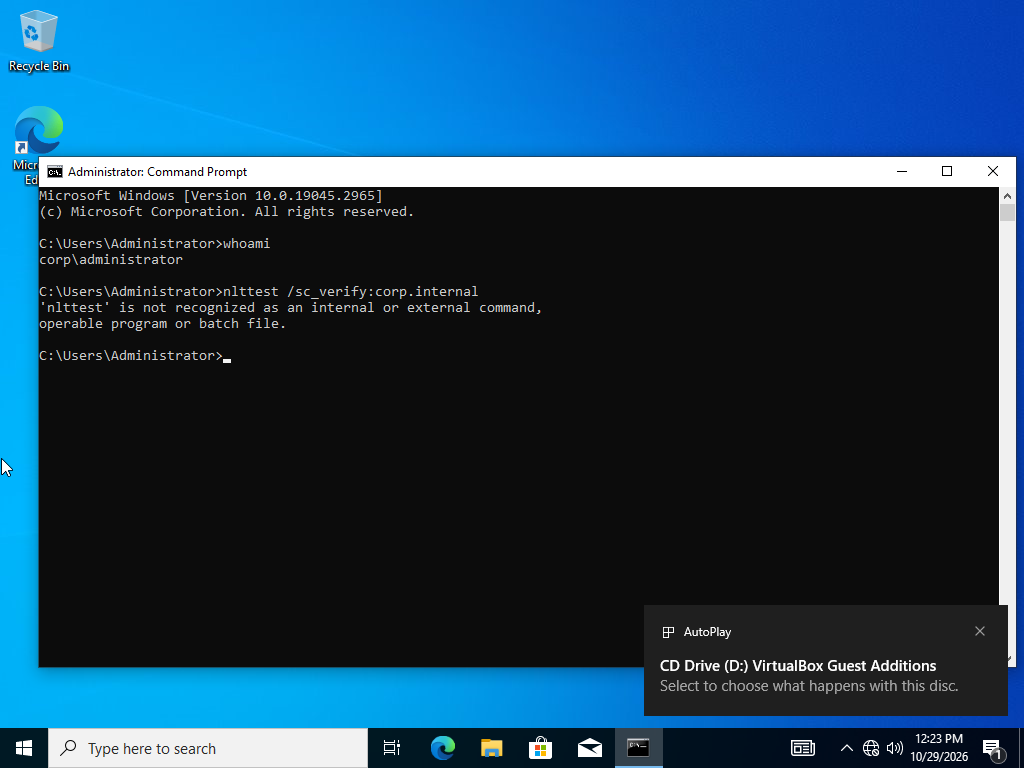 Recycle Bin
Administrator: Command Prompt
Microsoft Windows [Version 10.0.19045.2965]
(c) Microsoft Corporation. All rights reserved.
C:\Users\Administrator>whoami
corp\administrator
C:\Users\Administrator>nlttest /sc_verify:corp.internal
'nlttest' is not recognized as an internal or external command,
operable program or batch file.
C:\Users\Administrator>
AutoPlay
CD Drive (D:) VirtualBox Guest Additions
Select to choose what happens with this disc.
Type here to search
12:23 PM
10/29/2026
1